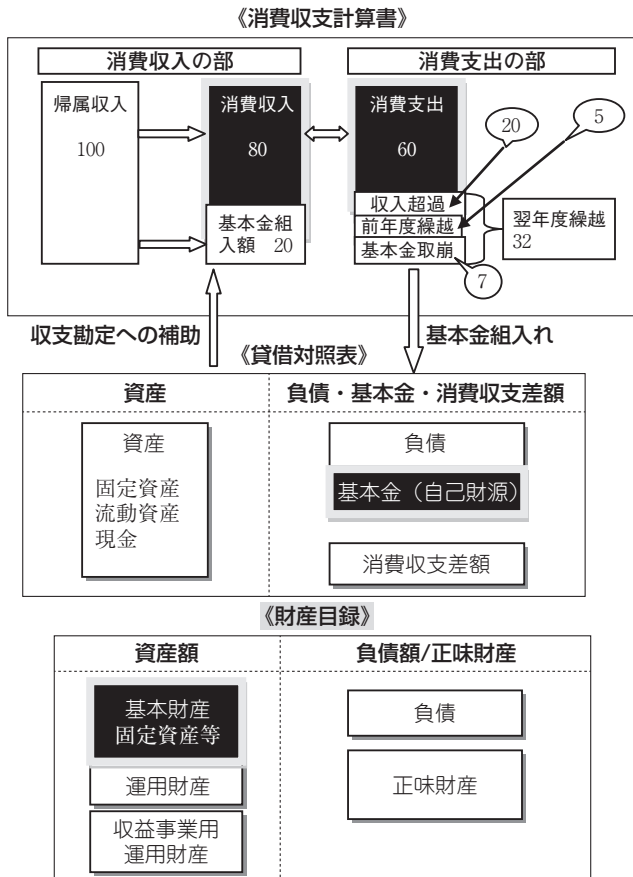 《消費収支計算書》
消費収入の部
消費支出の部
帰属収入
100
消費収入
80
基本金組
入額 20
消費支出
60
収入超過
前年度繰越
基本金取崩
20
5
7
翌年度繰越
32
収支勘定への補助
基本金組入れ
《貸借対照表》
資産
負債・基本金・消費収支差額
資産
固定資産
流動資産
現金
負債
基本金（自己財源）
消費収支差額
《財産目録》
資産額
負債額/正味財産
基本財産
固定資産等
運用財産
収益事業用
運用財産
負債
正味財産